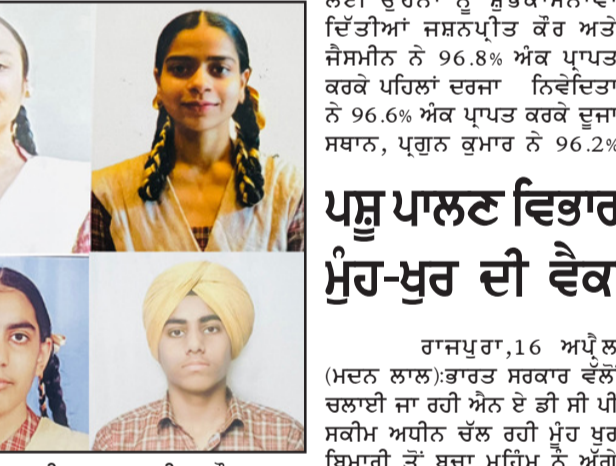 ਦਿੱਤੀਆਂ ਜਸ਼ਨਪ੍ਰੀਤ ਕੌਰ ਅਤੇ
ਜੈਸਮੀਨ ਨੇ 96.8% ਅੰਕ ਪ੍ਰਾਪਤ
ਕਰਕੇ ਪਹਿਲਾਂ ਦਰਜਾ ਨਿਵੇਦਿਤਾ
ਨੇ 96.6% ਅੰਕ ਪ੍ਰਾਪਤ ਕਰਕੇ ਦੂਜਾ
ਸਥਾਨ, ਪ੍ਰਗੁਨ ਕੁਮਾਰ ਨੇ 96.2%
ਪਸ਼ੂ ਪਾਲਣ
ਮੁੰਹ-ਖੁਰ ਦੀ
ਰਾਜਪੁਰਾ,16 ਅਪ੍ਰੈਲ
(ਮਦਨ ਲਾਲ):ਭਾਰਤ ਸਰਕਾਰ ਵੱਲੋਂ
ਚਲਾਈ ਜਾ ਰਹੀ ਐਨ ਏ ਡੀ ਸੀ ਪੀ
ਸਕੀਮ ਅਧੀਨ ਚੱਲ ਰਹੀ ਮੂੰਹ ਖੁਰ